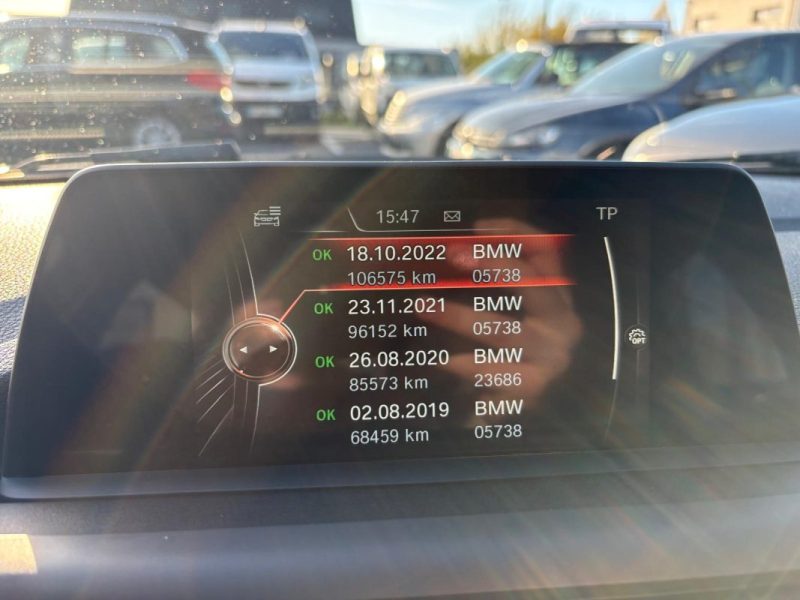 15:47 TP
OK 18.10.2022 BMW
106575 km 05738
OK 23.11.2021 BMW
96152 km 05738
OPT
OK 26.08.2020 BMW
85573 km 23686
OK 02.08.2019 BMW
68459 km 05738